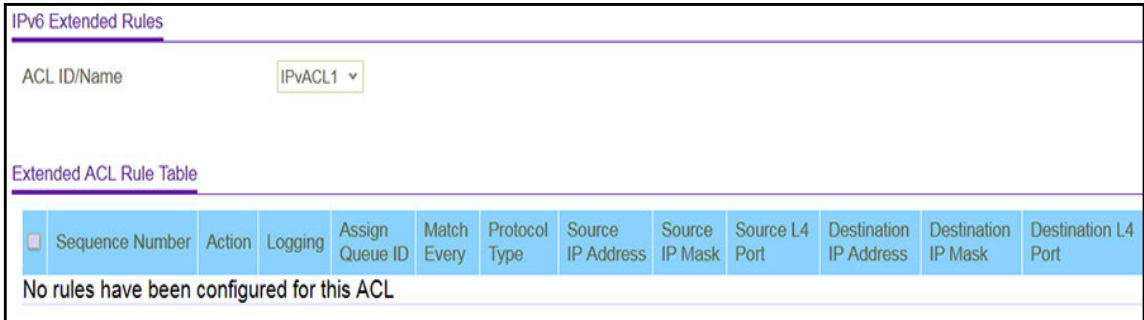 IPv6 Extended Rules
ACL ID/Name IPvACL1
Extended ACL Rule Table
Sequence Number Action Logging Assign Queue ID Match Every Protocol Type Source IP Address Source IP Mask Source L4 Port Destination IP Address Destination IP Mask Destination L4 Port
No rules have been configured for this ACL